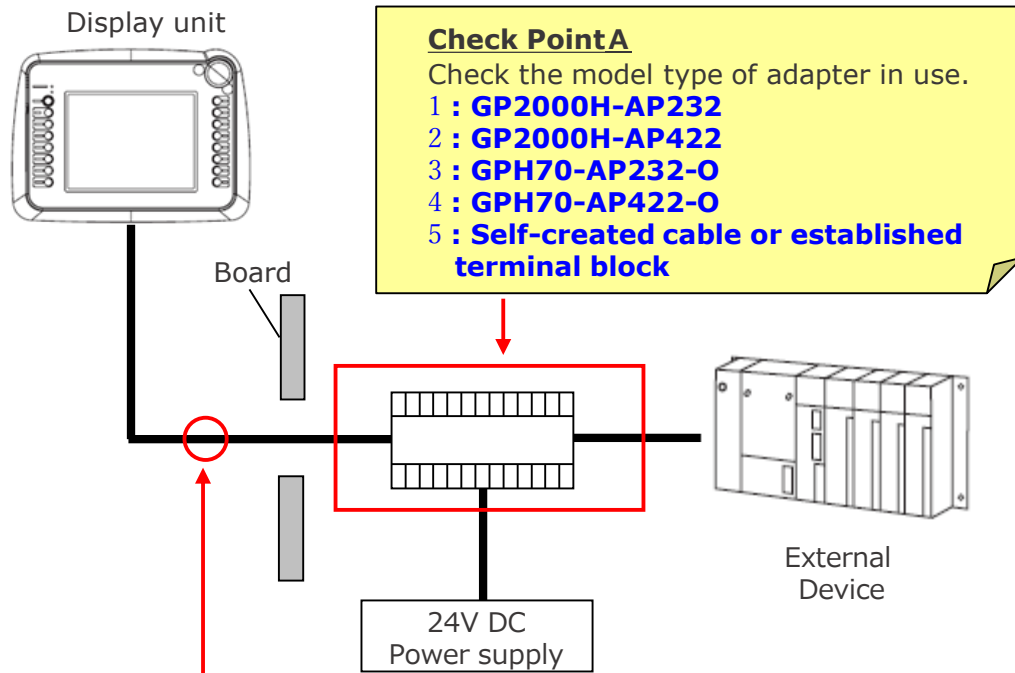 Display unit
Check Point A
Check the model type of adapter in use.
1 : GP2000H-AP232
2 : GP2000H-AP422
3 : GPH70-AP232-O
4 : GPH70-AP422-O
5 : Self-created cable or established
terminal block
Board
External
Device
24V DC
Power supply